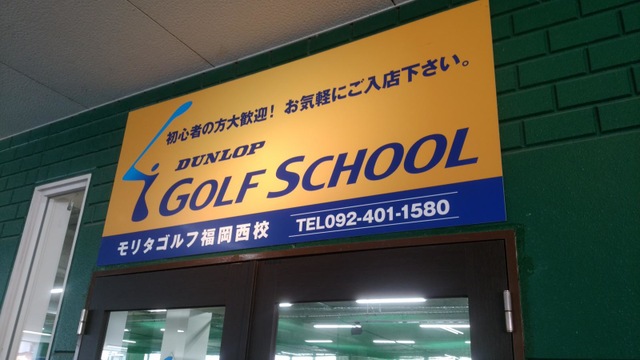 初心者の方大歓迎! お気軽にご入店下さい。
DUNLOP
GOLF SCHOOL
モリタゴルフ福岡西校 TEL092-401-1580